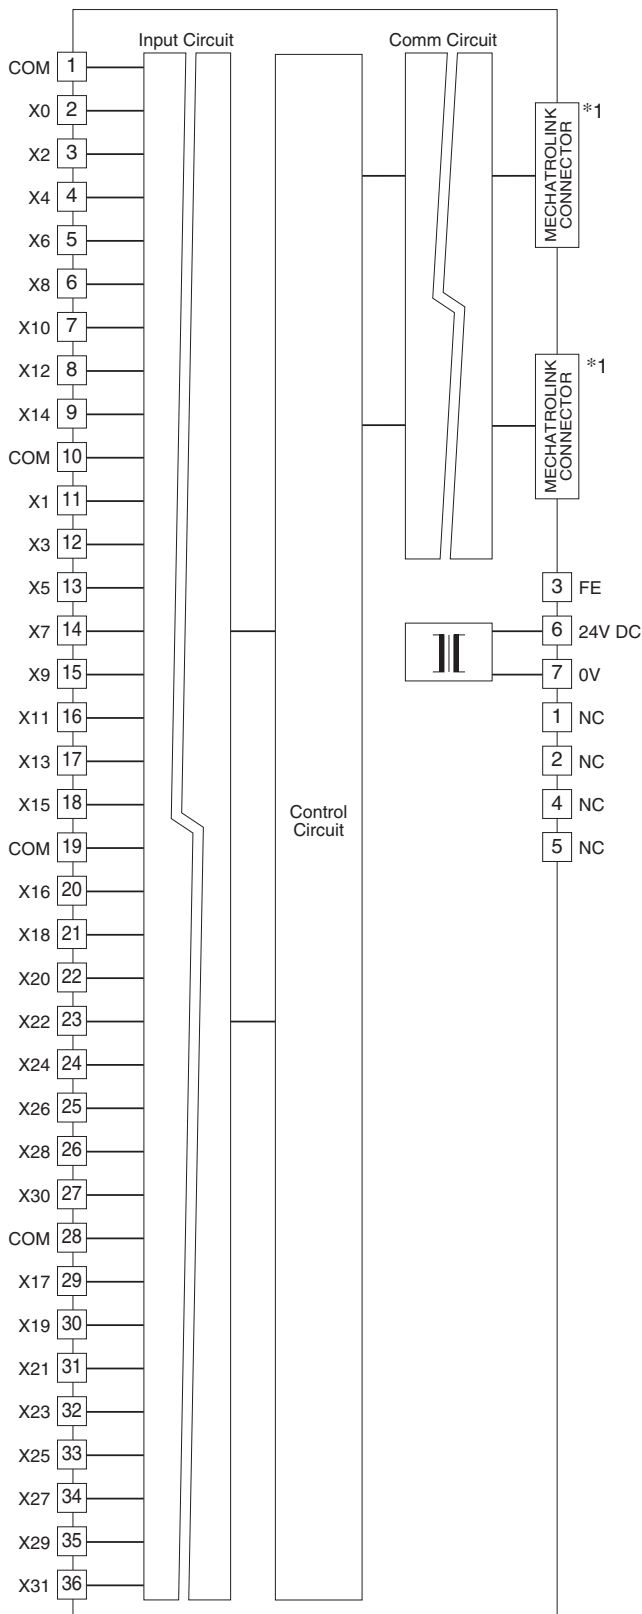 Input Circuit
Comm Circuit
COM 1
X0 2
X2 3
X4 4
X6 5
X8 6
X10 7
X12 8
X14 9
COM 10
X1 11
X3 12
X5 13
X7 14
X9 15
X11 16
X13 17
X15 18
COM 19
X16 20
X18 21
X20 22
X22 23
X24 24
X26 25
X28 26
X30 27
COM 28
X17 29
X19 30
X21 31
X23 32
X25 33
X27 34
X29 35
X31 36
Control
Circuit
MECHATROLINK
CONNECTOR
*1
MECHATROLINK
CONNECTOR
*1
3 FE
6 24V DC
7 0V
1 NC
2 NC
4 NC
5 NC